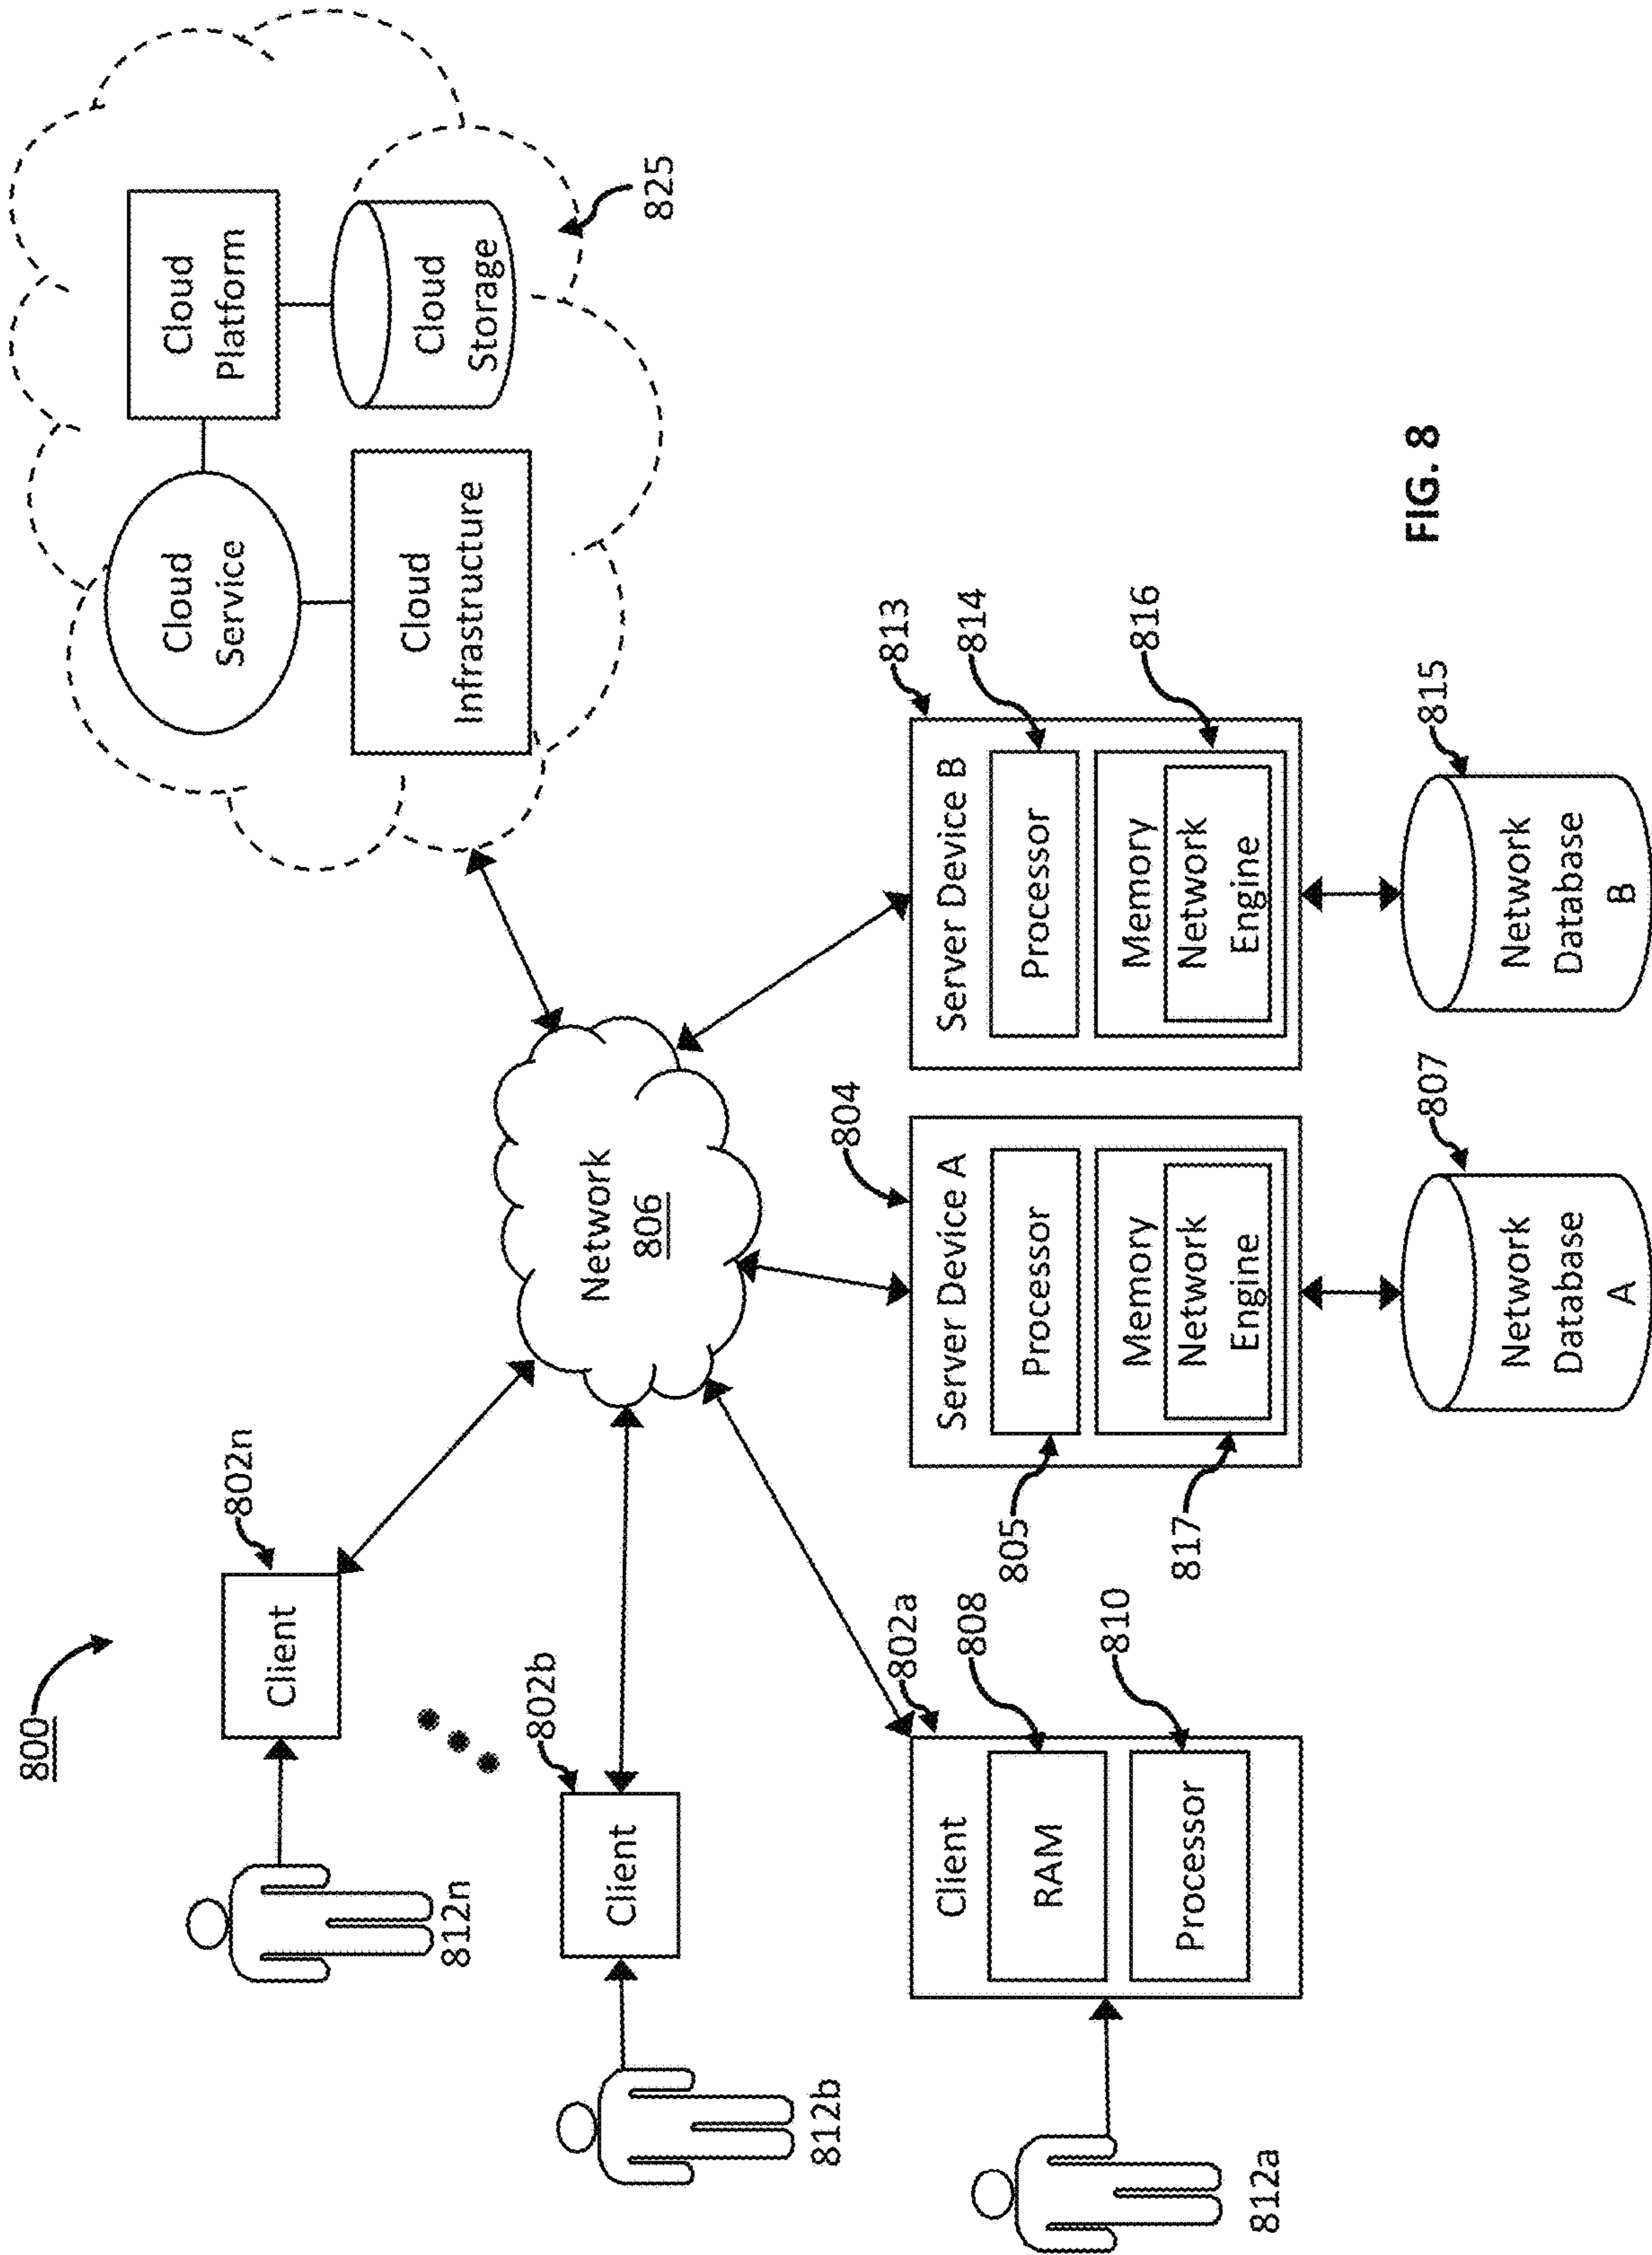 800
812n
Client
802n
812b
Client
802b
812a
Client
802a
RAM
808
Processor
810
Network
806
Cloud
Service
Cloud
Platform
Cloud
Infrastructure
Cloud
Storage
825
Server Device A
804
Processor
805
Memory
Network
Engine
817
Network
Database
A
807
Server Device B
813
Processor
814
Memory
Network
Engine
816
Network
Database
B
815
FIG. 8